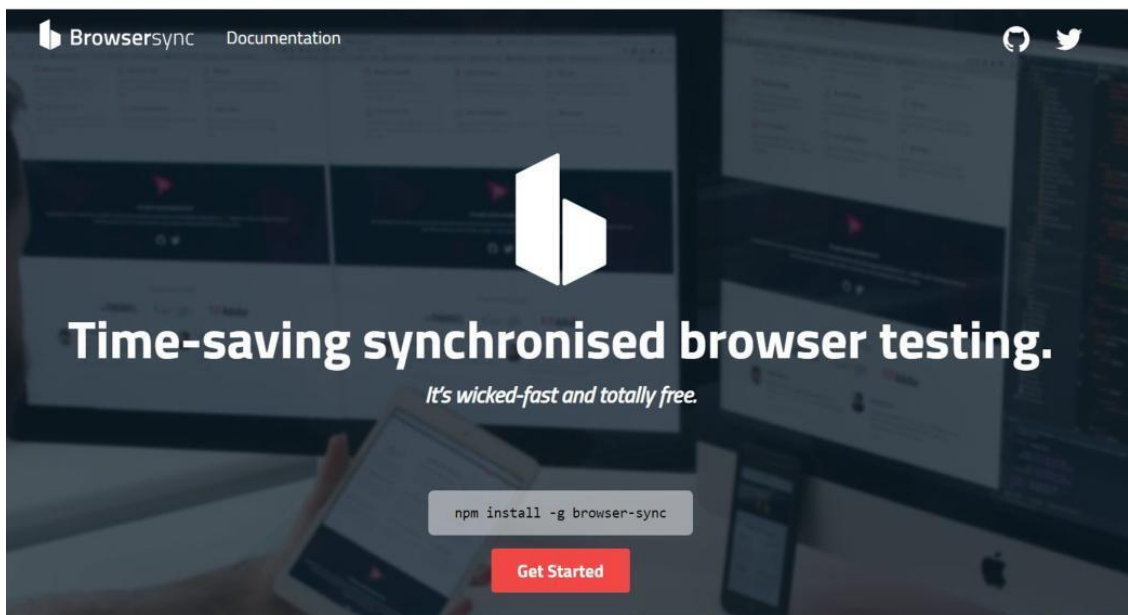 Browsersync Documentation
Time-saving synchronised browser testing.
It's wicked-fast and totally free.
npm install -g browser-sync
Get Started